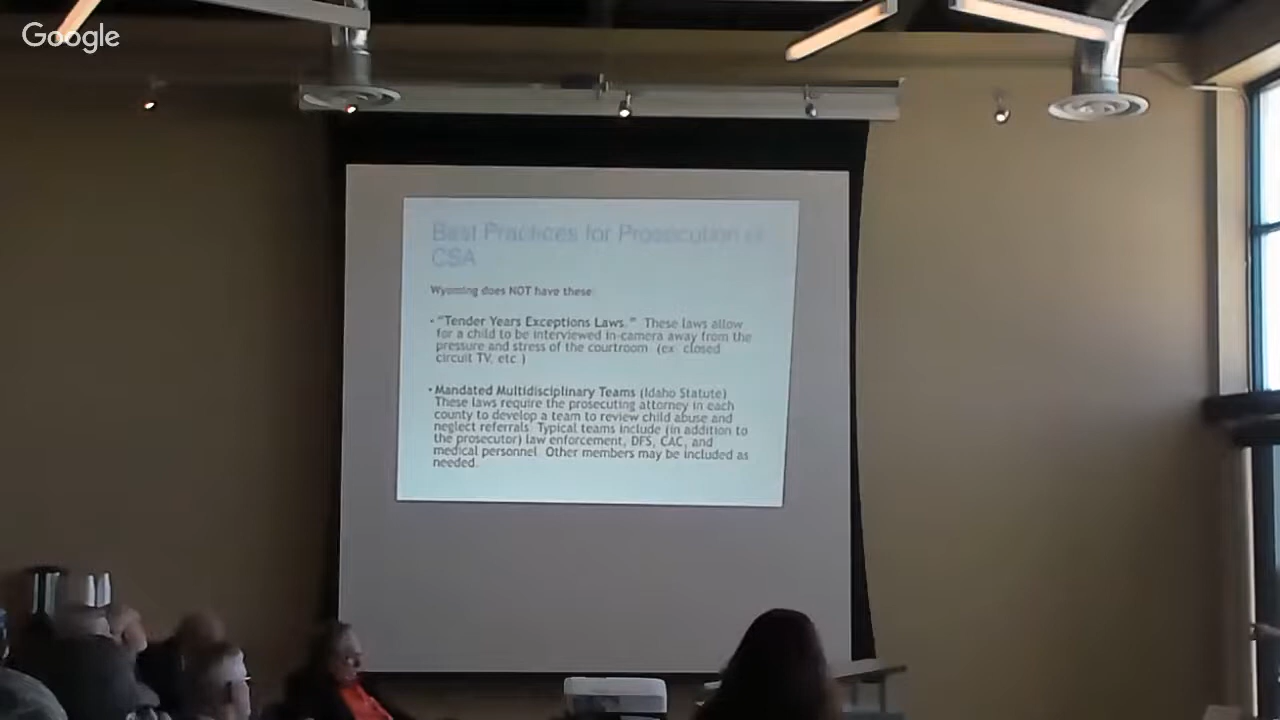 Google
Best Practices for Prosecution of
CSA
Wyoming does NOT have these:
• "Tender Years Exceptions Laws." These laws allow
for a child to be interviewed in-camera away from the
pressure and stress of the courtroom (ex closed
circuit TV, etc.)
• Mandated Multidisciplinary Teams (Idaho Statute)
These laws require the prosecuting attorney in each
county to develop a team to review child abuse and
neglect referrals. Typical teams include (in addition to
the prosecutor) law enforcement, DFS, CAC, and
medical personnel. Other members may be included as
needed.